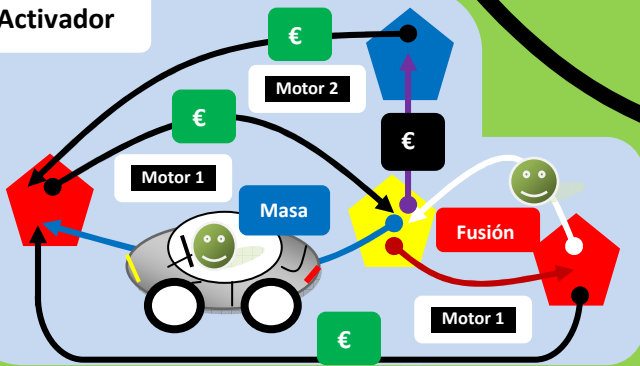 Activador
€
Motor 2
€
€
Motor 1
Masa
Fusión
Motor 1
€